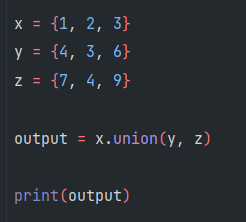 x = {1, 2, 3}
y = {4, 3, 6}
z = {7, 4, 9}
output = x.union(y, z)
print(output)